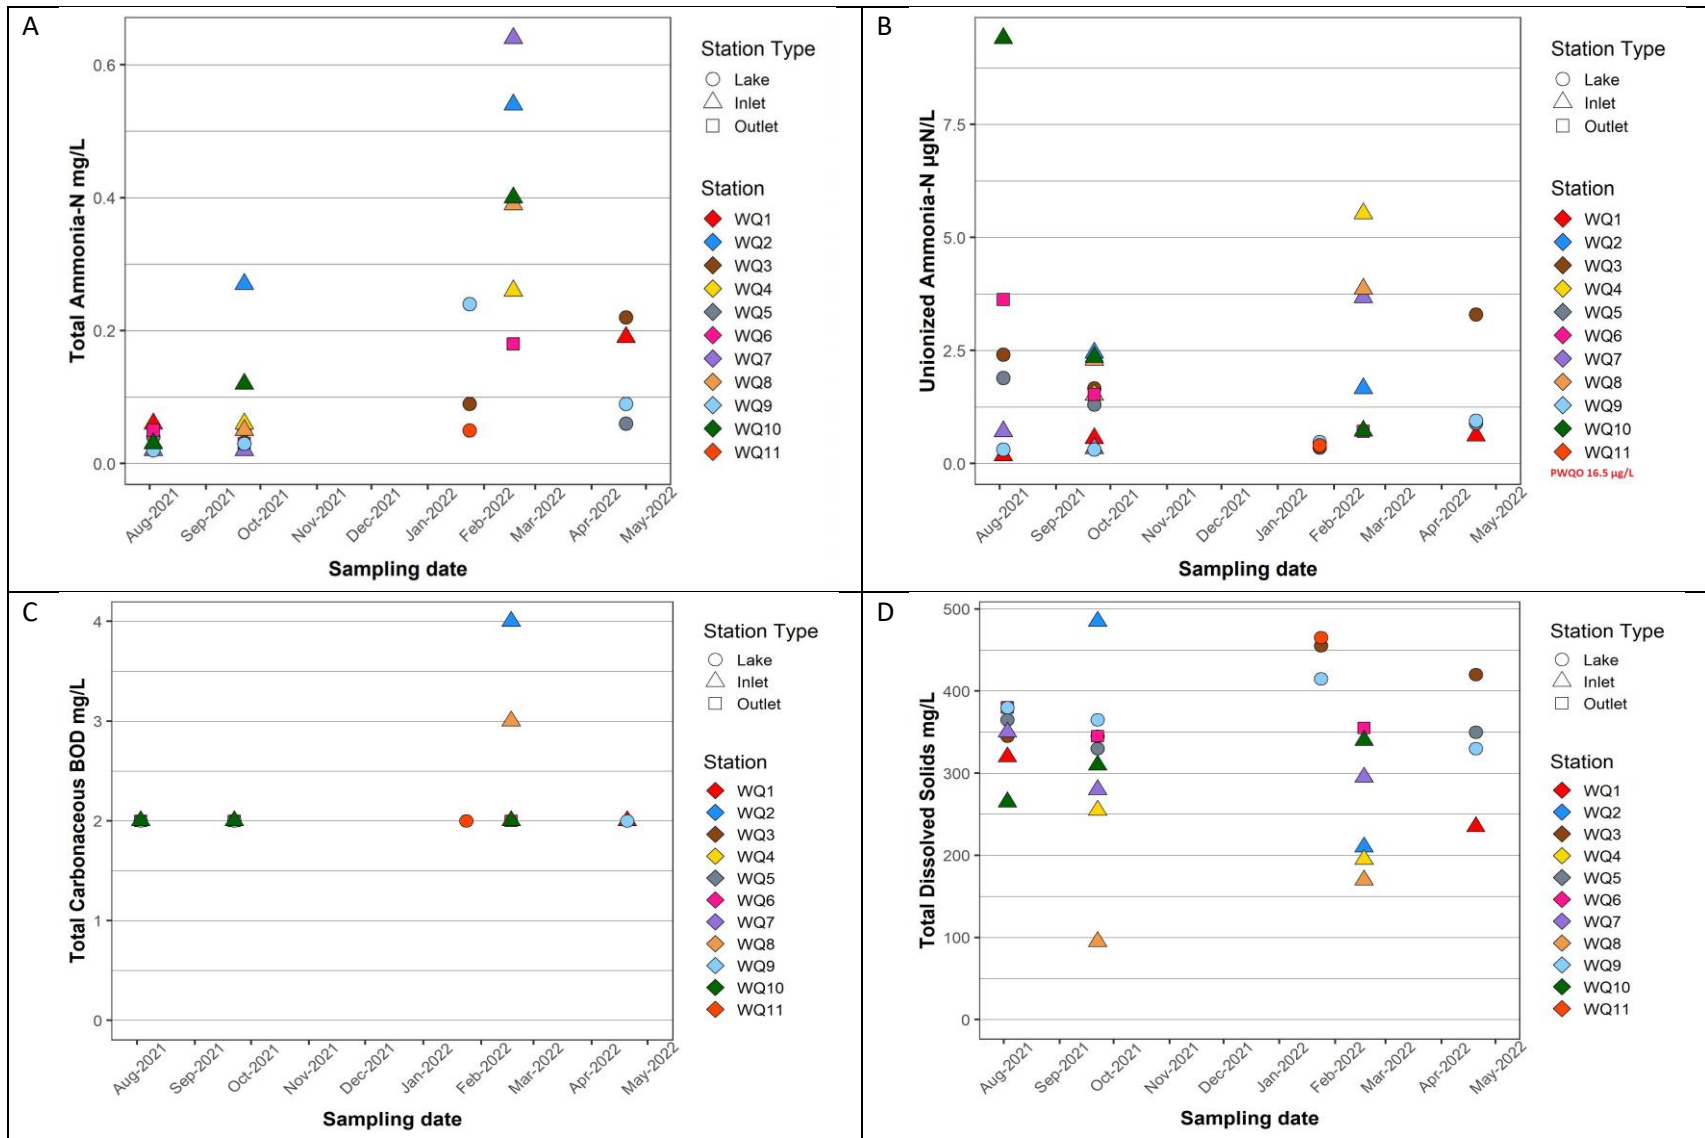 A
Total Ammonia-N mg/L
0.6
0.4
0.2
0.0
Aug-2021
Sep-2021
Oct-2021
Nov-2021
Dec-2021
Jan-2022
Feb-2022
Mar-2022
Apr-2022
May-2022
Sampling date
Station Type
Lake
Inlet
Outlet
Station
WQ1
WQ2
WQ3
WQ4
WQ5
WQ6
WQ7
WQ8
WQ9
WQ10
WQ11
B
Unionized Ammonia-N µgN/L
7.5
5.0
2.5
0.0
Aug-2021
Sep-2021
Oct-2021
Nov-2021
Dec-2021
Jan-2022
Feb-2022
Mar-2022
Apr-2022
May-2022
Sampling date
Station Type
Lake
Inlet
Outlet
Station
WQ1
WQ2
WQ3
WQ4
WQ5
WQ6
WQ7
WQ8
WQ9
WQ10
WQ11
PWQO 16.5 µg/L
C
Total Carbonaceous BOD mg/L
4
3
2
1
0
Aug-2021
Sep-2021
Oct-2021
Nov-2021
Dec-2021
Jan-2022
Feb-2022
Mar-2022
Apr-2022
May-2022
Sampling date
Station Type
Lake
Inlet
Outlet
Station
WQ1
WQ2
WQ3
WQ4
WQ5
WQ6
WQ7
WQ8
WQ9
WQ10
WQ11
D
Total Dissolved Solids mg/L
500
400
300
200
100
0
Aug-2021
Sep-2021
Oct-2021
Nov-2021
Dec-2021
Jan-2022
Feb-2022
Mar-2022
Apr-2022
May-2022
Sampling date
Station Type
Lake
Inlet
Outlet
Station
WQ1
WQ2
WQ3
WQ4
WQ5
WQ6
WQ7
WQ8
WQ9
WQ10
WQ11